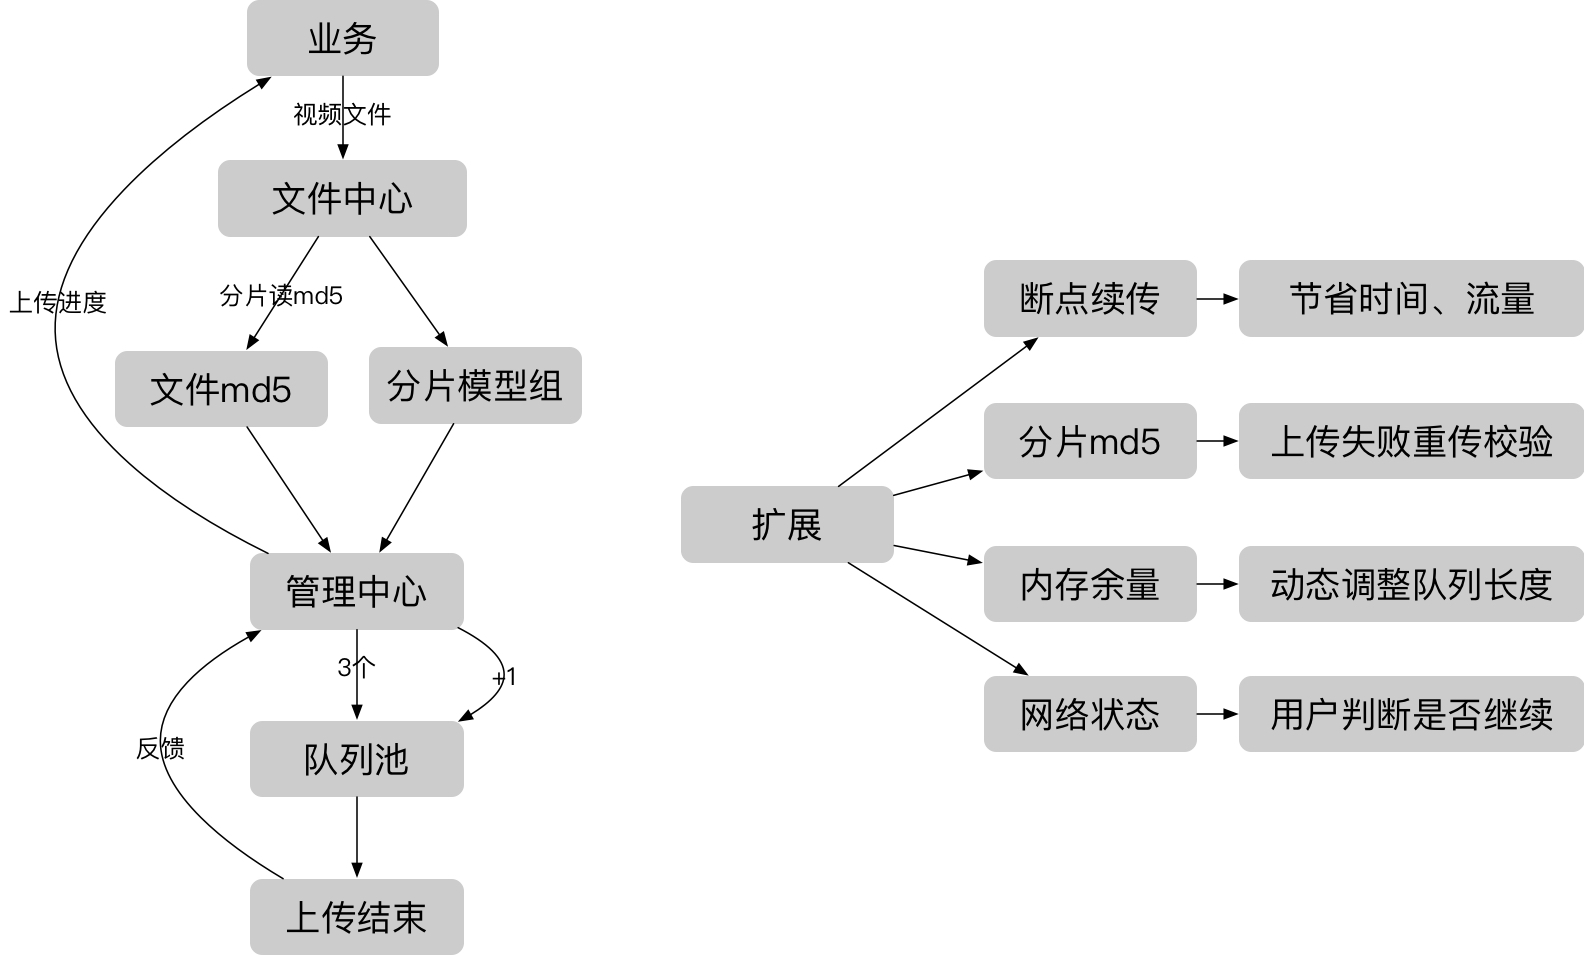 业务
视频文件
文件中心
分片读md5
上传进度
文件md5
分片模型组
管理中心
3个
+1
反馈
队列池
上传结束
扩展
断点续传
节省时间、流量
分片md5
上传失败重传校验
内存余量
动态调整队列长度
网络状态
用户判断是否继续